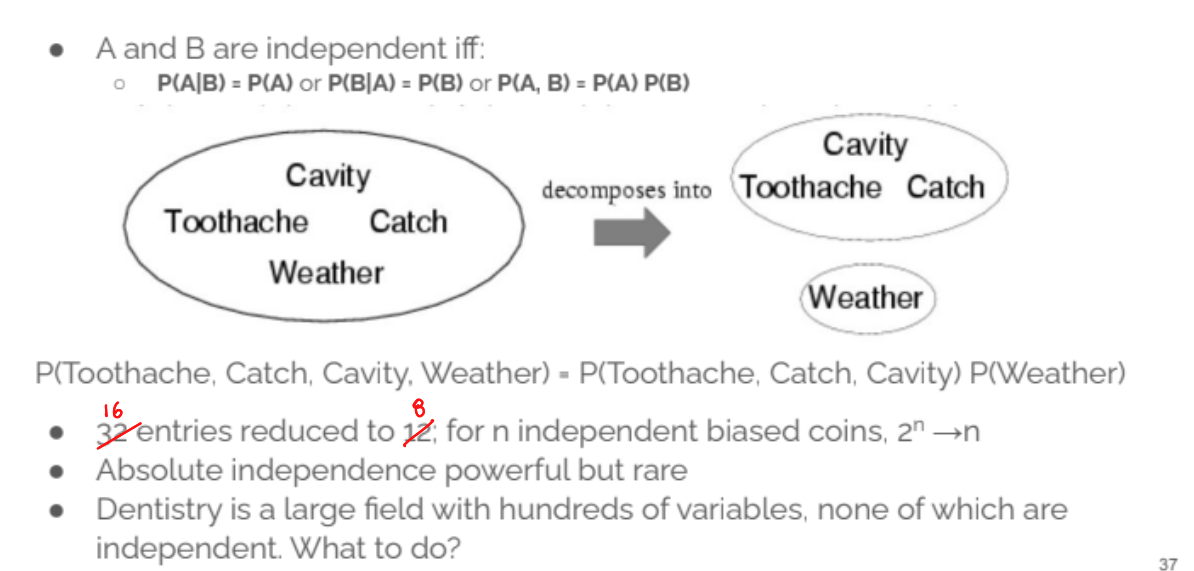 ● A and B are independent iff:
○ P(A|B) = P(A) or P(B|A) = P(B) or P(A, B) = P(A) P(B)
Cavity
Toothache Catch
Weather
decomposes into
Cavity
Toothache Catch
Weather
P(Toothache, Catch, Cavity, Weather) = P(Toothache, Catch, Cavity) P(Weather)
16 8
● 32 entries reduced to 12; for n independent biased coins, 2ⁿ →n
● Absolute independence powerful but rare
● Dentistry is a large field with hundreds of variables, none of which are
independent. What to do?
37